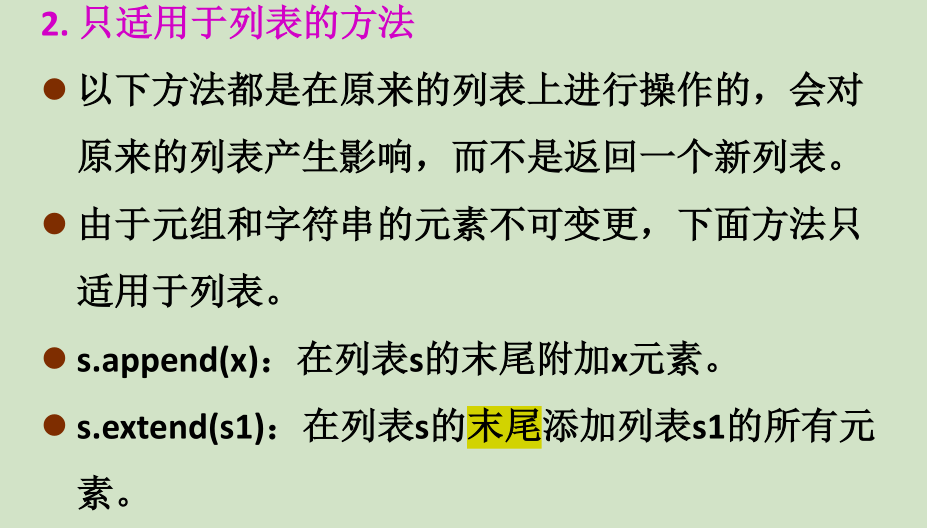 2. 只适用于列表的方法
● 以下方法都是在原来的列表上进行操作的，会对
原来的列表产生影响，而不是返回一个新列表。
● 由于元组和字符串的元素不可变更，下面方法只
适用于列表。
● s.append(x)：在列表s的末尾附加x元素。
● s.extend(s1)：在列表s的末尾添加列表s1的所有元
素。